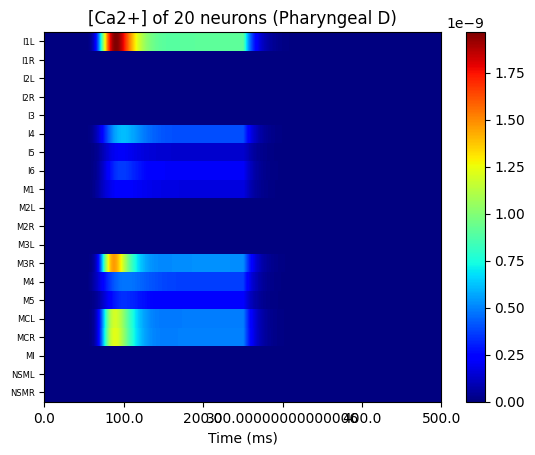 [Ca2+] of 20 neurons (Pharyngeal D)
1e−9
I1L
I1R
I2L
I2R
I3
I4
I5
I6
M1
M2L
M2R
M3L
M3R
M4
M5
MCL
MCR
MI
NSML
NSMR
0.0 100.0 200.0 300.00000000000006 400.0 500.0
Time (ms)
1.75
1.50
1.25
1.00
0.75
0.50
0.25
0.00